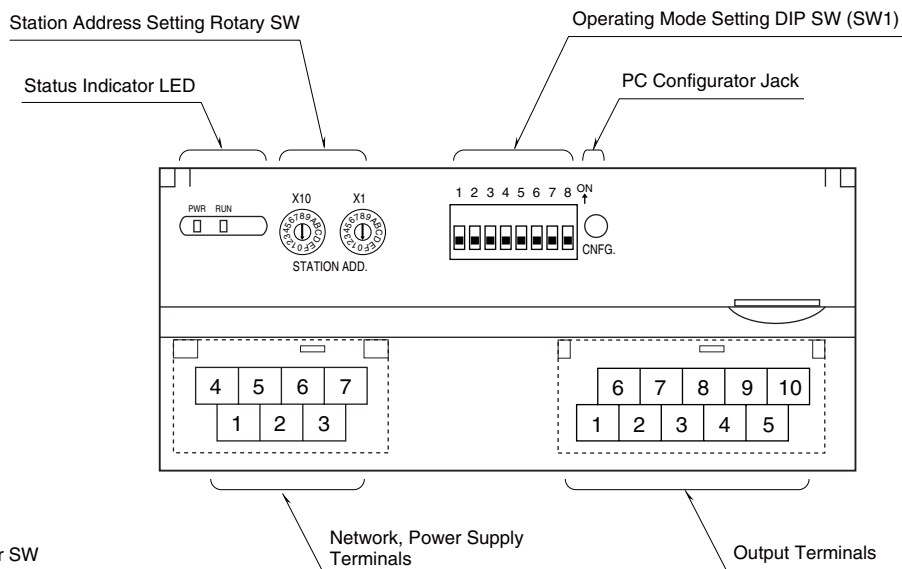 Station Address Setting Rotary SW
Operating Mode Setting DIP SW (SW1)
Status Indicator LED
PC Configurator Jack
X10
X1
1 2 3 4 5 6 7 8
ON
PWR RUN
0123456789ABCDEF
0123456789ABCDEF
CNFG.
STATION ADD.
4 5 6 7
1 2 3
6 7 8 9 10
1 2 3 4 5
Network, Power Supply
Terminals
Output Terminals
r SW